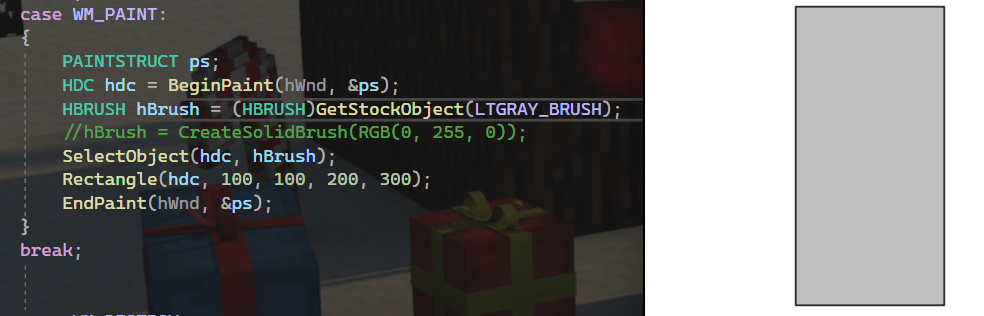 case WM_PAINT:
{
PAINTSTRUCT ps;
HDC hdc = BeginPaint(hWnd, &ps);
HBRUSH hBrush = (HBRUSH)GetStockObject(LTGRAY_BRUSH);
//hBrush = CreateSolidBrush(RGB(0, 255, 0));
SelectObject(hdc, hBrush);
Rectangle(hdc, 100, 100, 200, 300);
EndPaint(hWnd, &ps);
}
break;